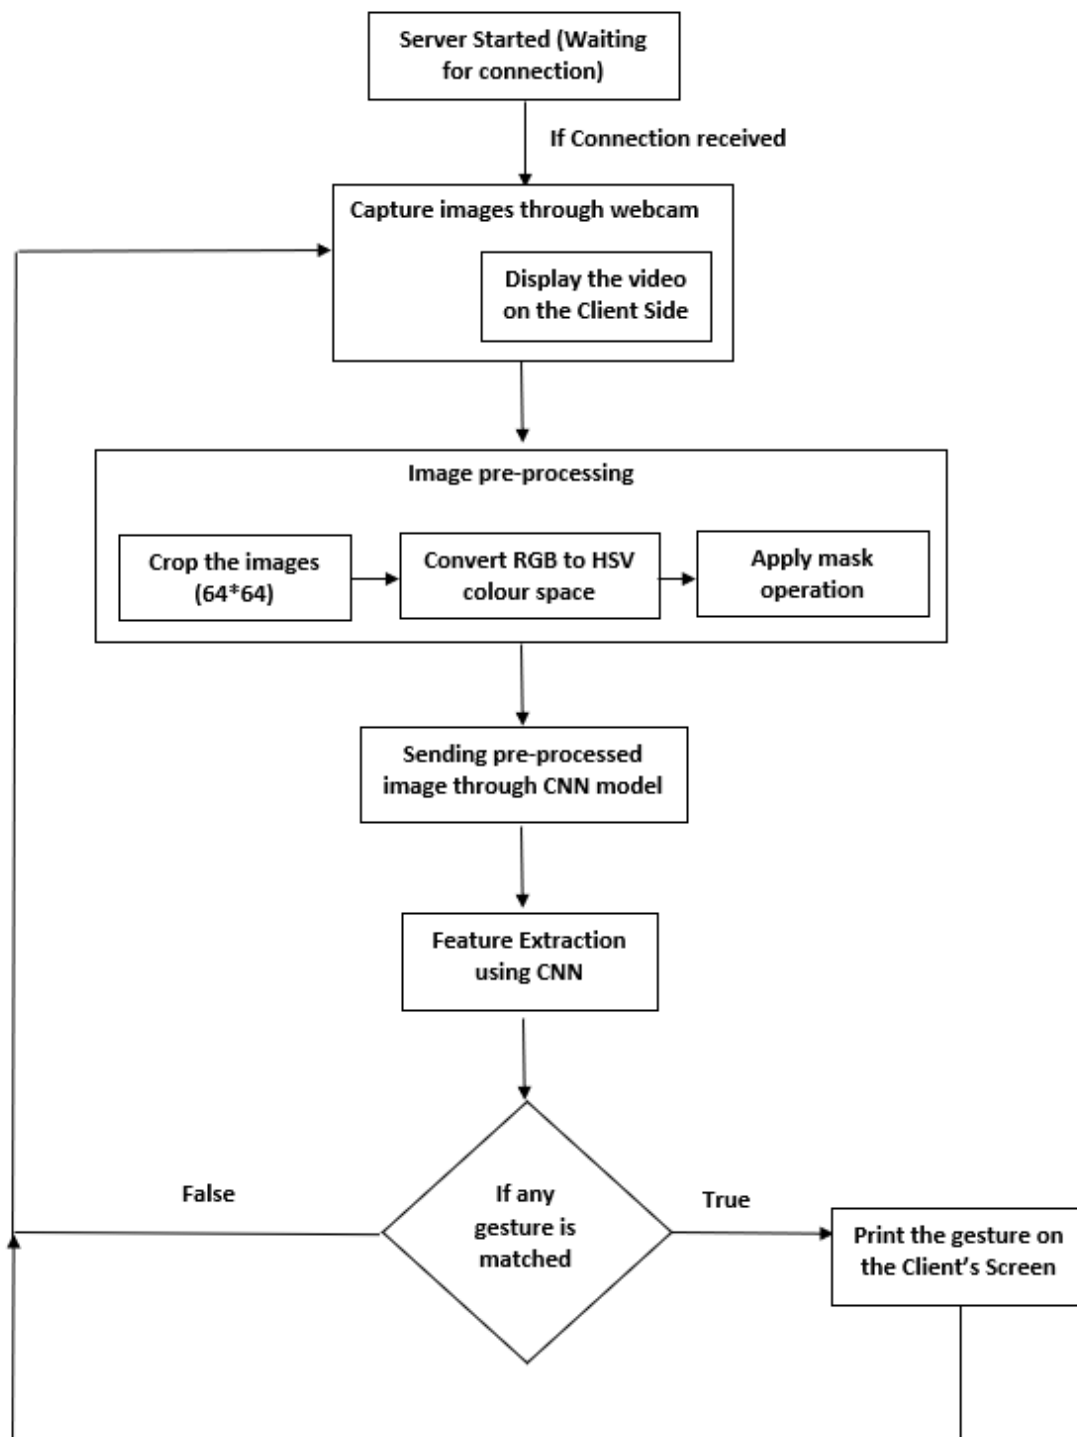 Server Started (Waiting
for connection)
If Connection received
Capture images through webcam
Display the video
on the Client Side
Image pre-processing
Crop the images
(64*64)
Convert RGB to HSV
colour space
Apply mask
operation
Sending pre-processed
image through CNN model
Feature Extraction
using CNN
False
If any
gesture is
matched
True
Print the gesture on
the Client’s Screen